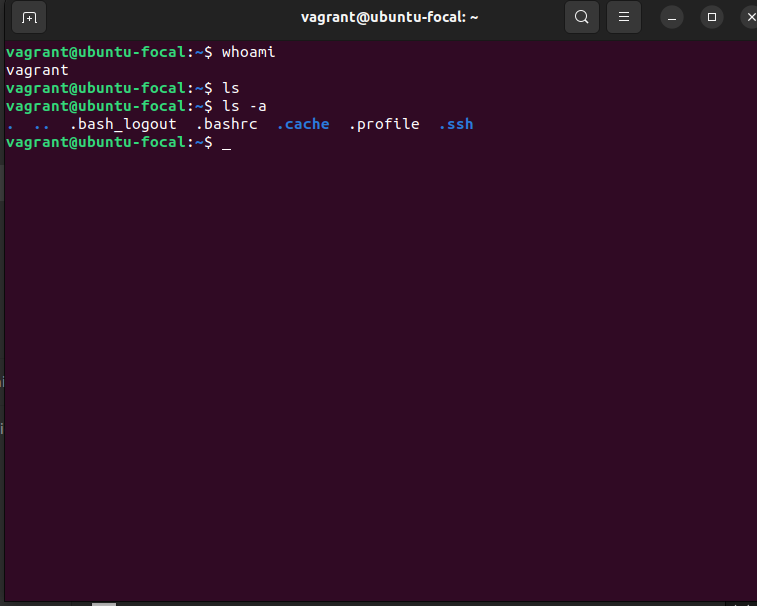 vagrant@ubuntu-focal: ~
vagrant@ubuntu-focal:~$ whoami
vagrant
vagrant@ubuntu-focal:~$ ls
vagrant@ubuntu-focal:~$ ls -a
.  ..  .bash_logout  .bashrc  .cache  .profile  .ssh
vagrant@ubuntu-focal:~$ _